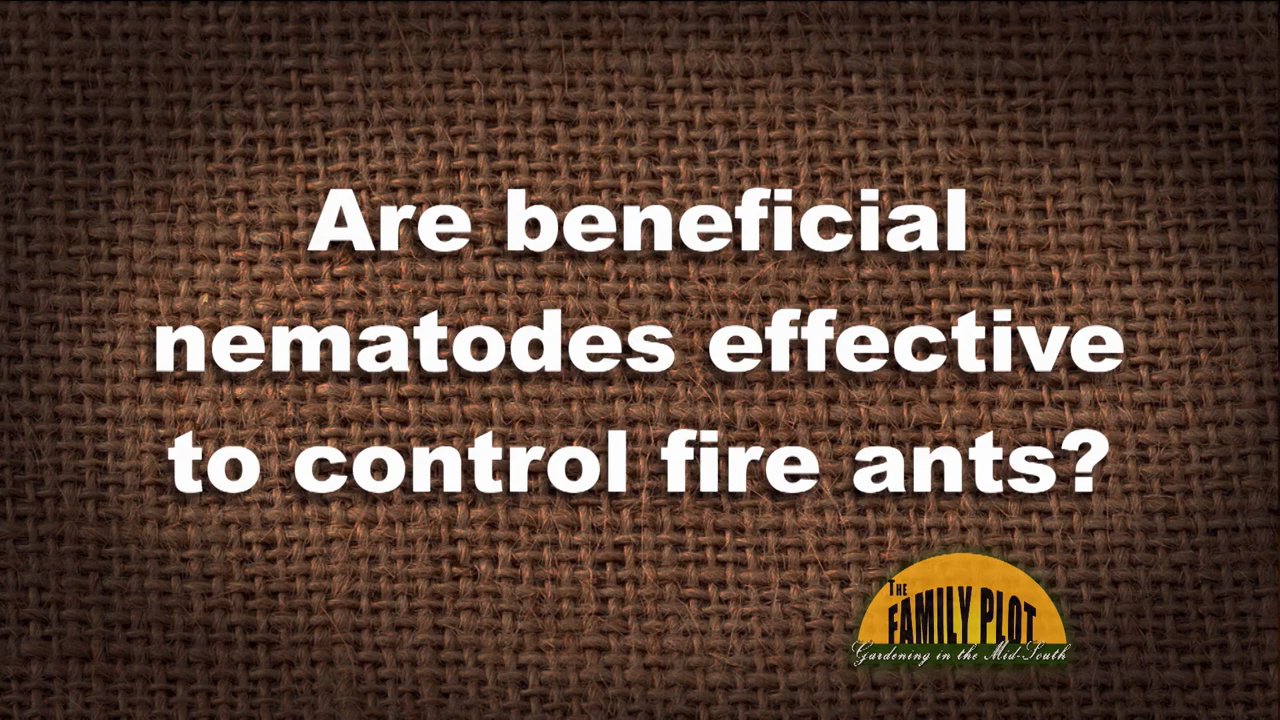 Are beneficial
nematodes effective
to control fire ants?
THE
FAMILY PLOT
Gardening in the Mid-South